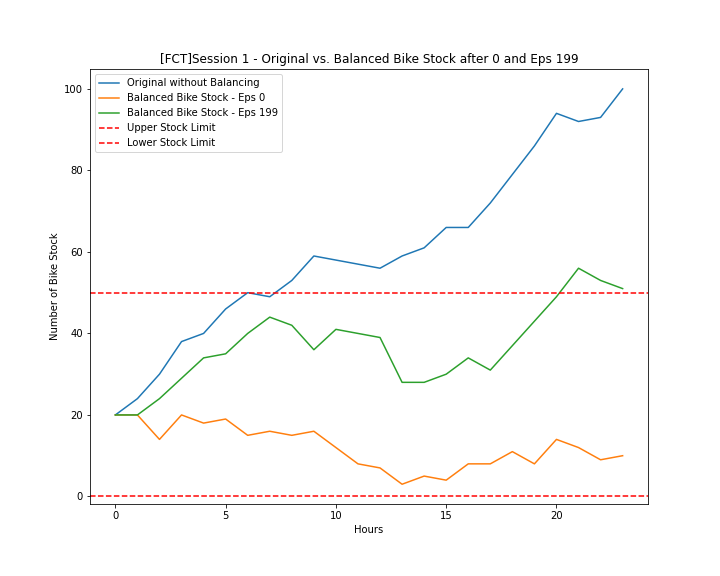 [FCT]Session 1 - Original vs. Balanced Bike Stock after 0 and Eps 199
Original without Balancing
Balanced Bike Stock - Eps 0
Balanced Bike Stock - Eps 199
Upper Stock Limit
Lower Stock Limit
Number of Bike Stock
100
80
60
40
20
0
0 5 10 15 20
Hours